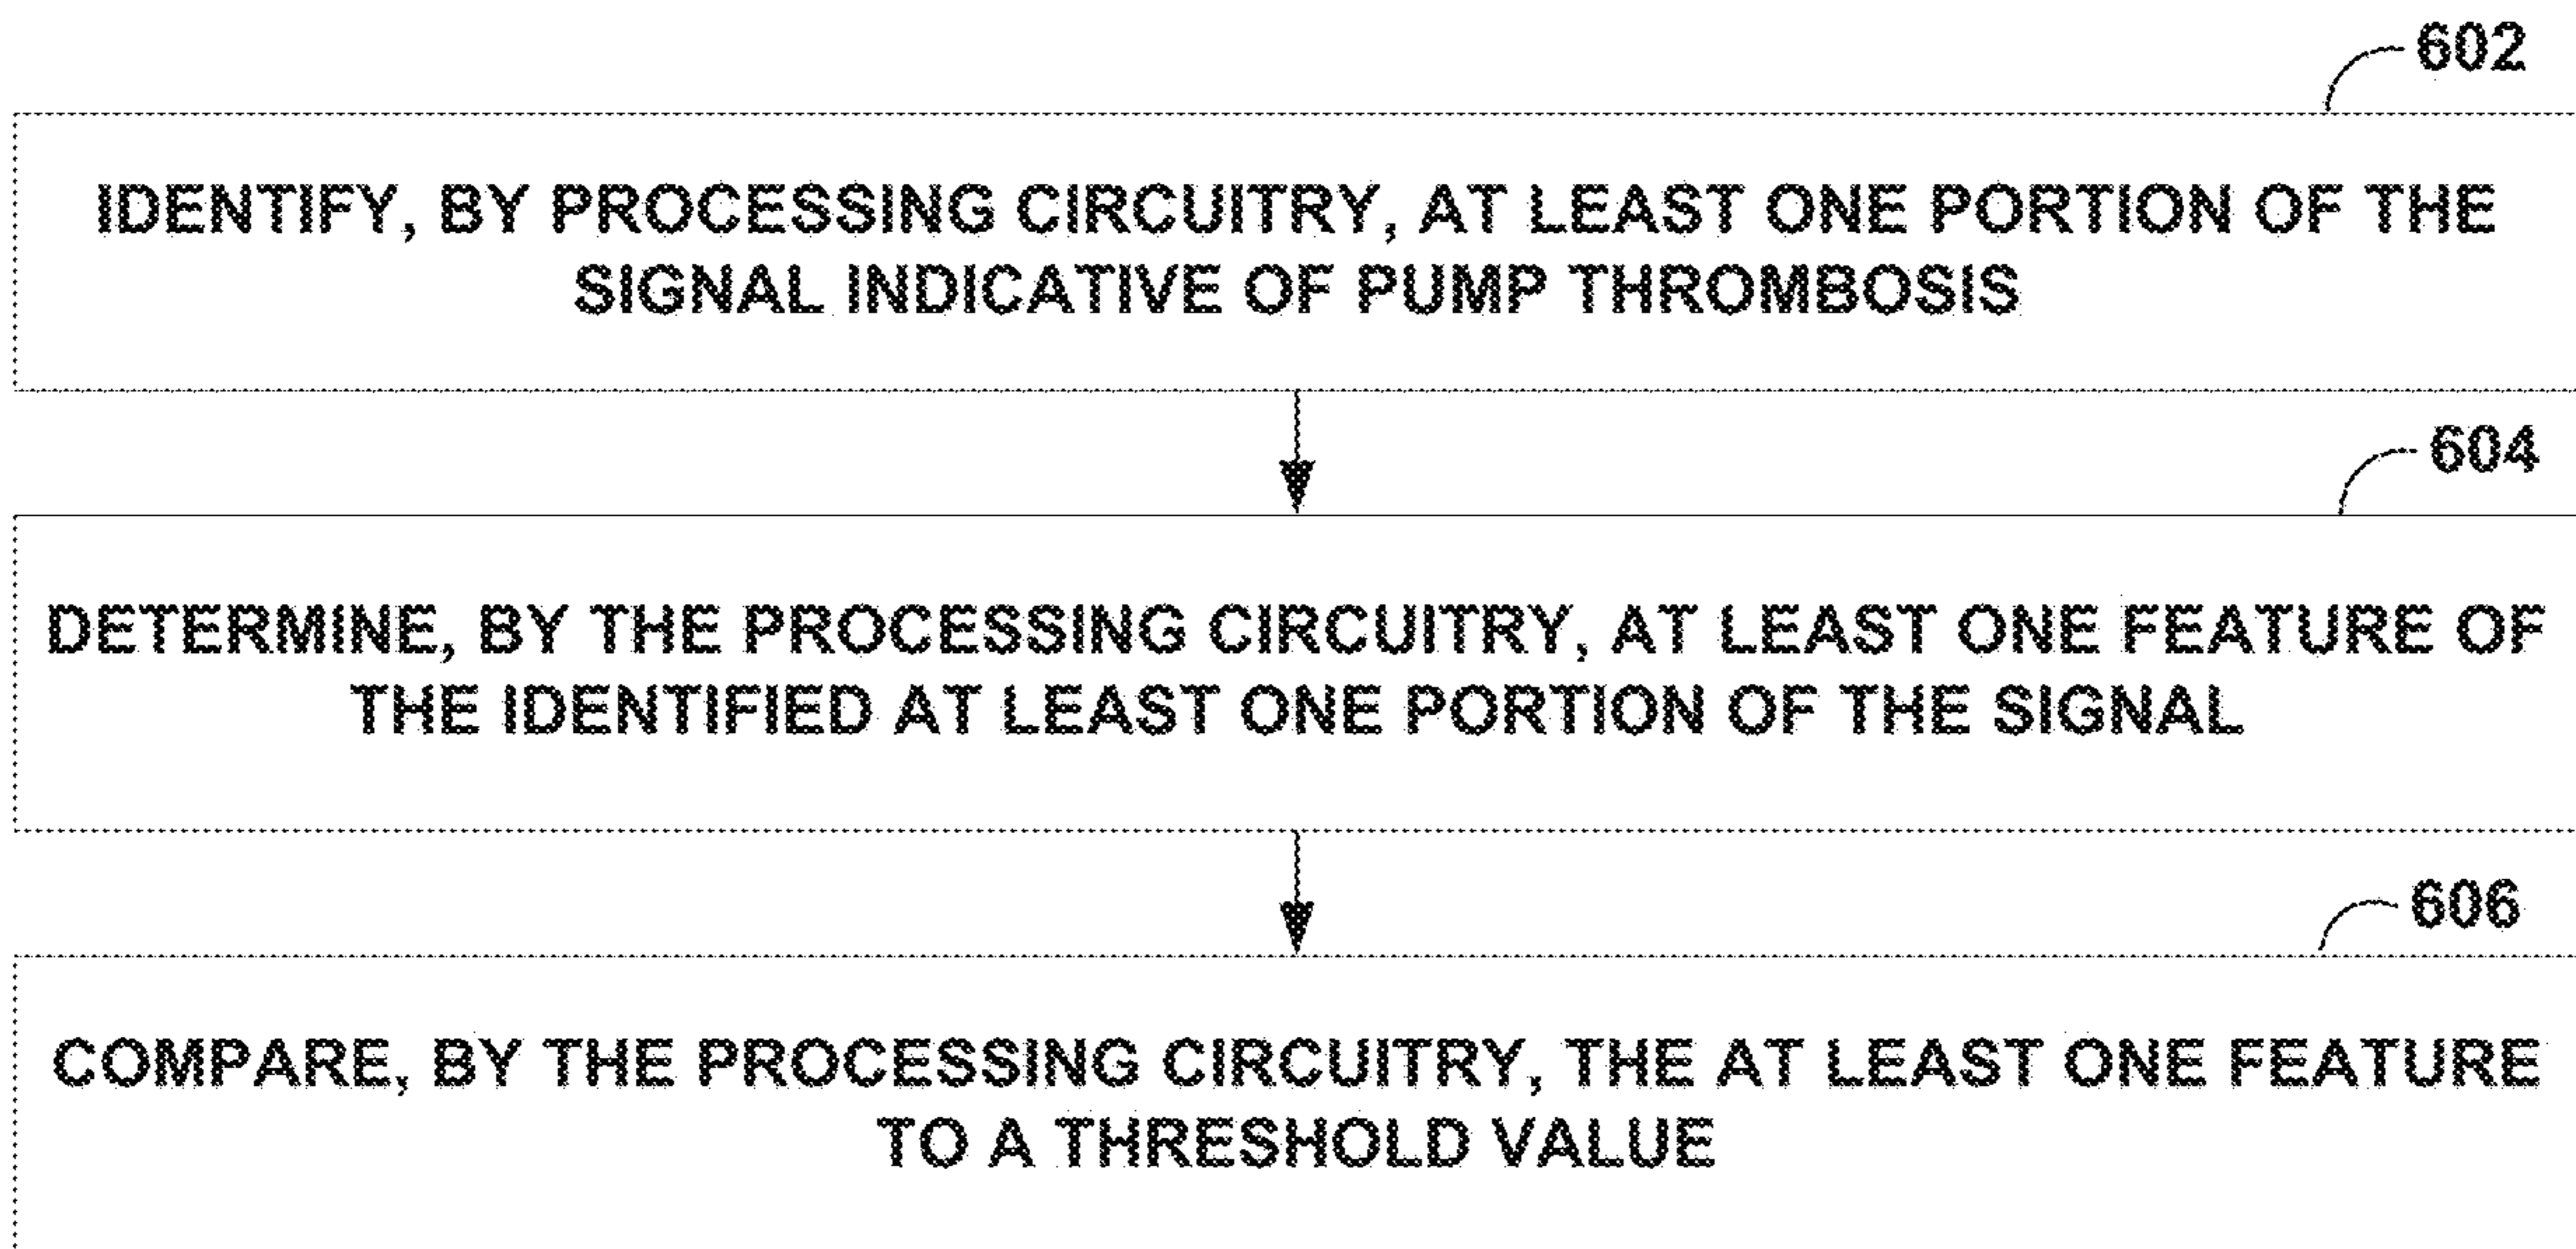 602
IDENTIFY, BY PROCESSING CIRCUITRY, AT LEAST ONE PORTION OF THE
SIGNAL INDICATIVE OF PUMP THROMBOSIS
604
DETERMINE, BY THE PROCESSING CIRCUITRY, AT LEAST ONE FEATURE OF
THE IDENTIFIED AT LEAST ONE PORTION OF THE SIGNAL
606
COMPARE, BY THE PROCESSING CIRCUITRY, THE AT LEAST ONE FEATURE
TO A THRESHOLD VALUE